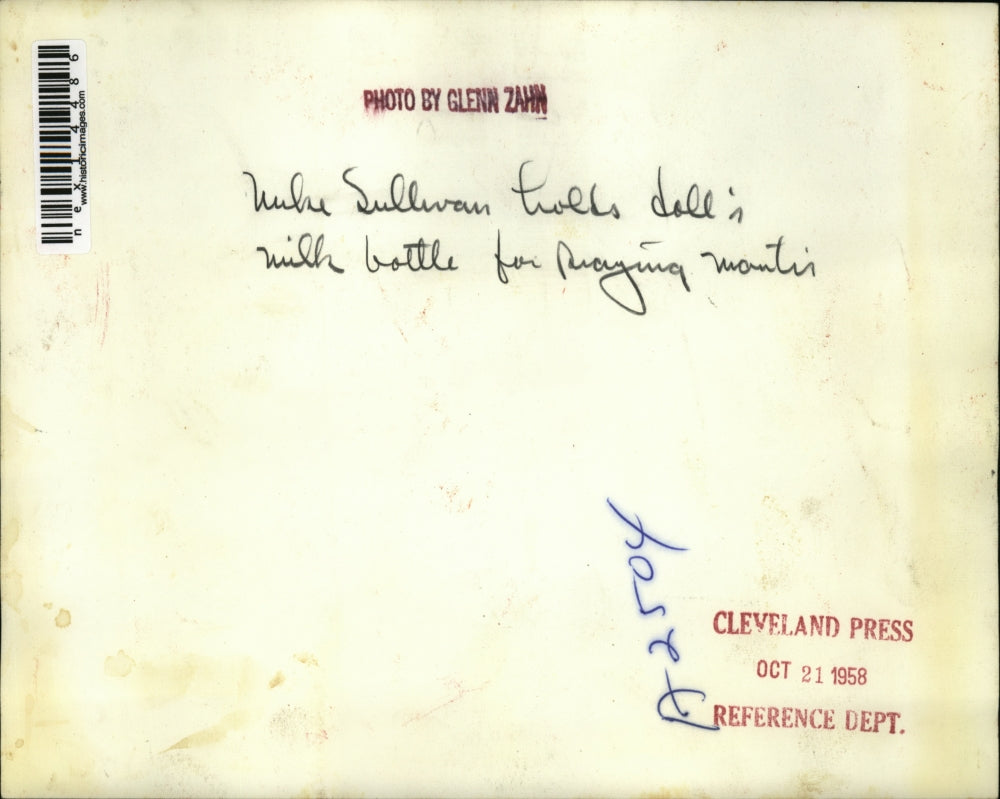 nex14486
www.historicimages.com
PHOTO BY GLENN ZAHN
Mike Sullivan holds doll's
milk bottle for praying mantis
CLEVELAND PRESS
OCT 21 1958
REFERENCE DEPT.